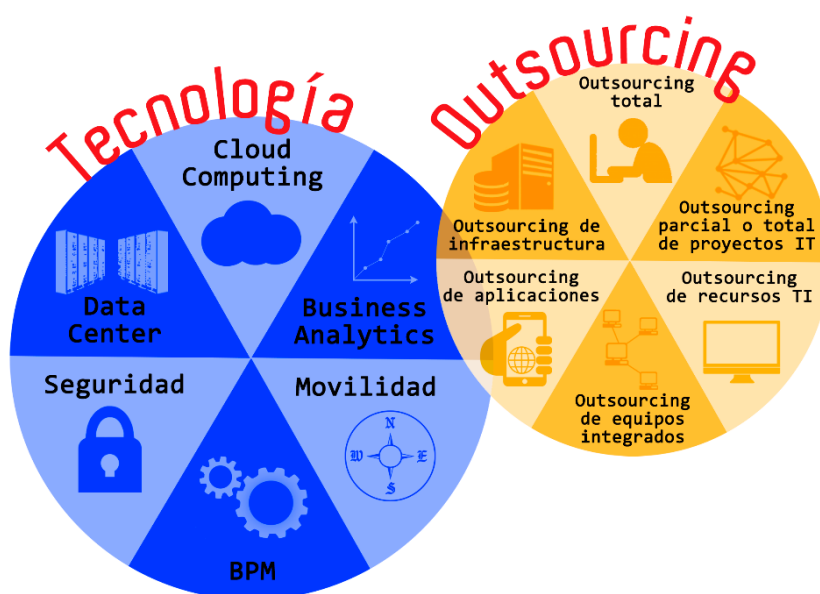 Tecnología
Cloud
Computing
Data
Center
Business
Analytics
Seguridad
Movilidad
N
W
E
S
BPM
Outsourcing
Outsourcing
total
Outsourcing de
infraestructura
Outsourcing
parcial o total
de proyectos IT
Outsourcing
de aplicaciones
Outsourcing
de recursos TI
Outsourcing
de equipos
integrados